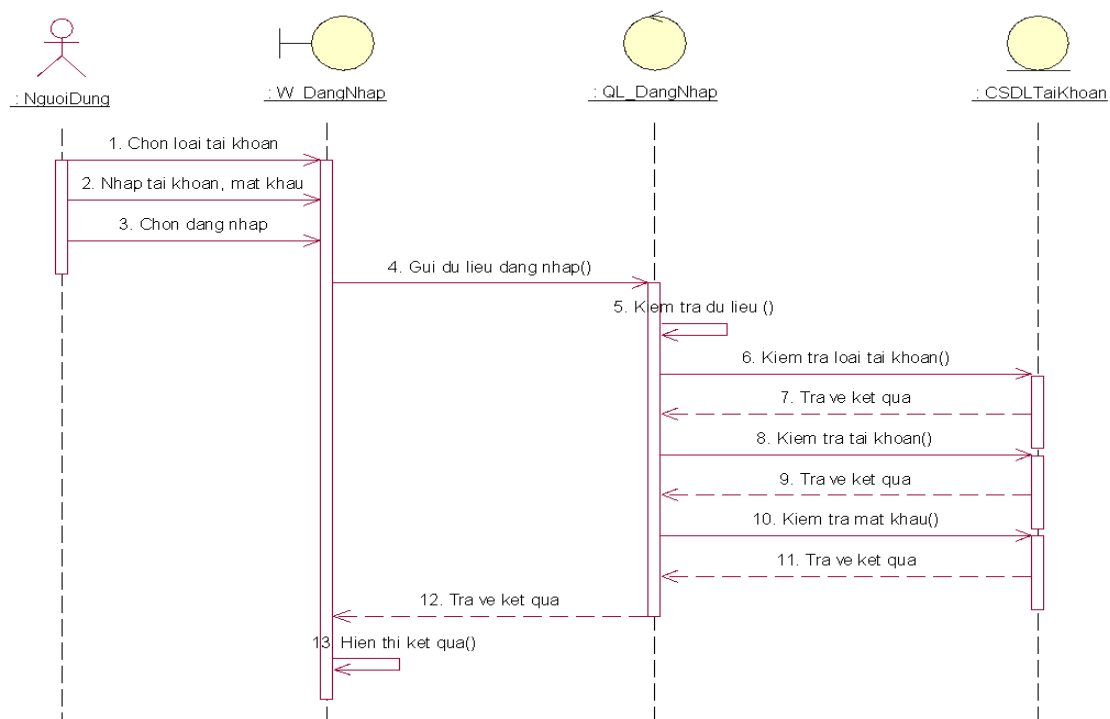 : NguoiDung
: W_DangNhap
: QL_DangNhap
: CSDLTaiKhoan
1. Chon loai tai khoan
2. Nhap tai khoan, mat khau
3. Chon dang nhap
4. Gui du lieu dang nhap()
5. Kiem tra du lieu ()
6. Kiem tra loai tai khoan()
7. Tra ve ket qua
8. Kiem tra tai khoan()
9. Tra ve ket qua
10. Kiem tra mat khau()
11. Tra ve ket qua
12. Tra ve ket qua
13. Hien thi ket qua()